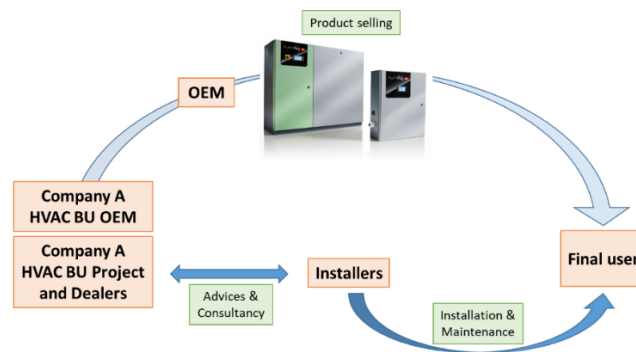 Product selling
OEM
Company A
HVAC BU OEM
Company A
HVAC BU Project
and Dealers
Advices &
Consultancy
Installers
Installation &
Maintenance
Final user